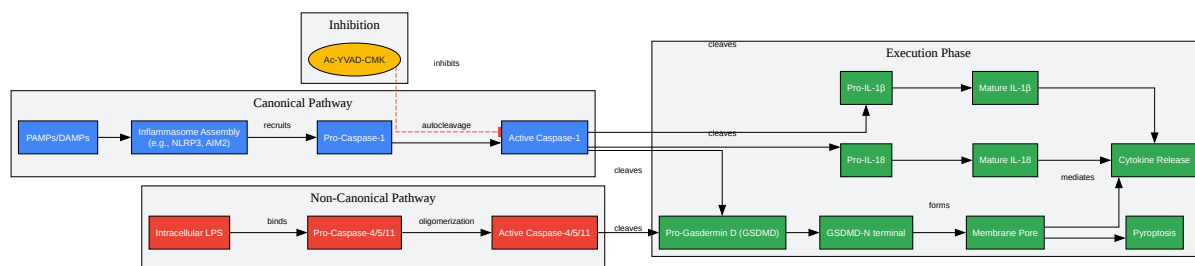 Inhibition
Ac-YVAD-CMK
inhibits
Canonical Pathway
PAMPs/DAMPs
Inflammasome Assembly
(e.g., NLRP3, AIM2)
recruits
Pro-Caspase-1
autocleavage
Active Caspase-1
Non-Canonical Pathway
Intracellular LPS
binds
Pro-Caspase-4/5/11
oligomerization
Active Caspase-4/5/11
cleaves
cleaves
cleaves
cleaves
Execution Phase
Pro-IL-1β
Mature IL-1β
Pro-IL-18
Mature IL-18
Cytokine Release
mediates
Pro-Gasdermin D (GSDMD)
GSDMD-N terminal
forms
Membrane Pore
Pyroptosis